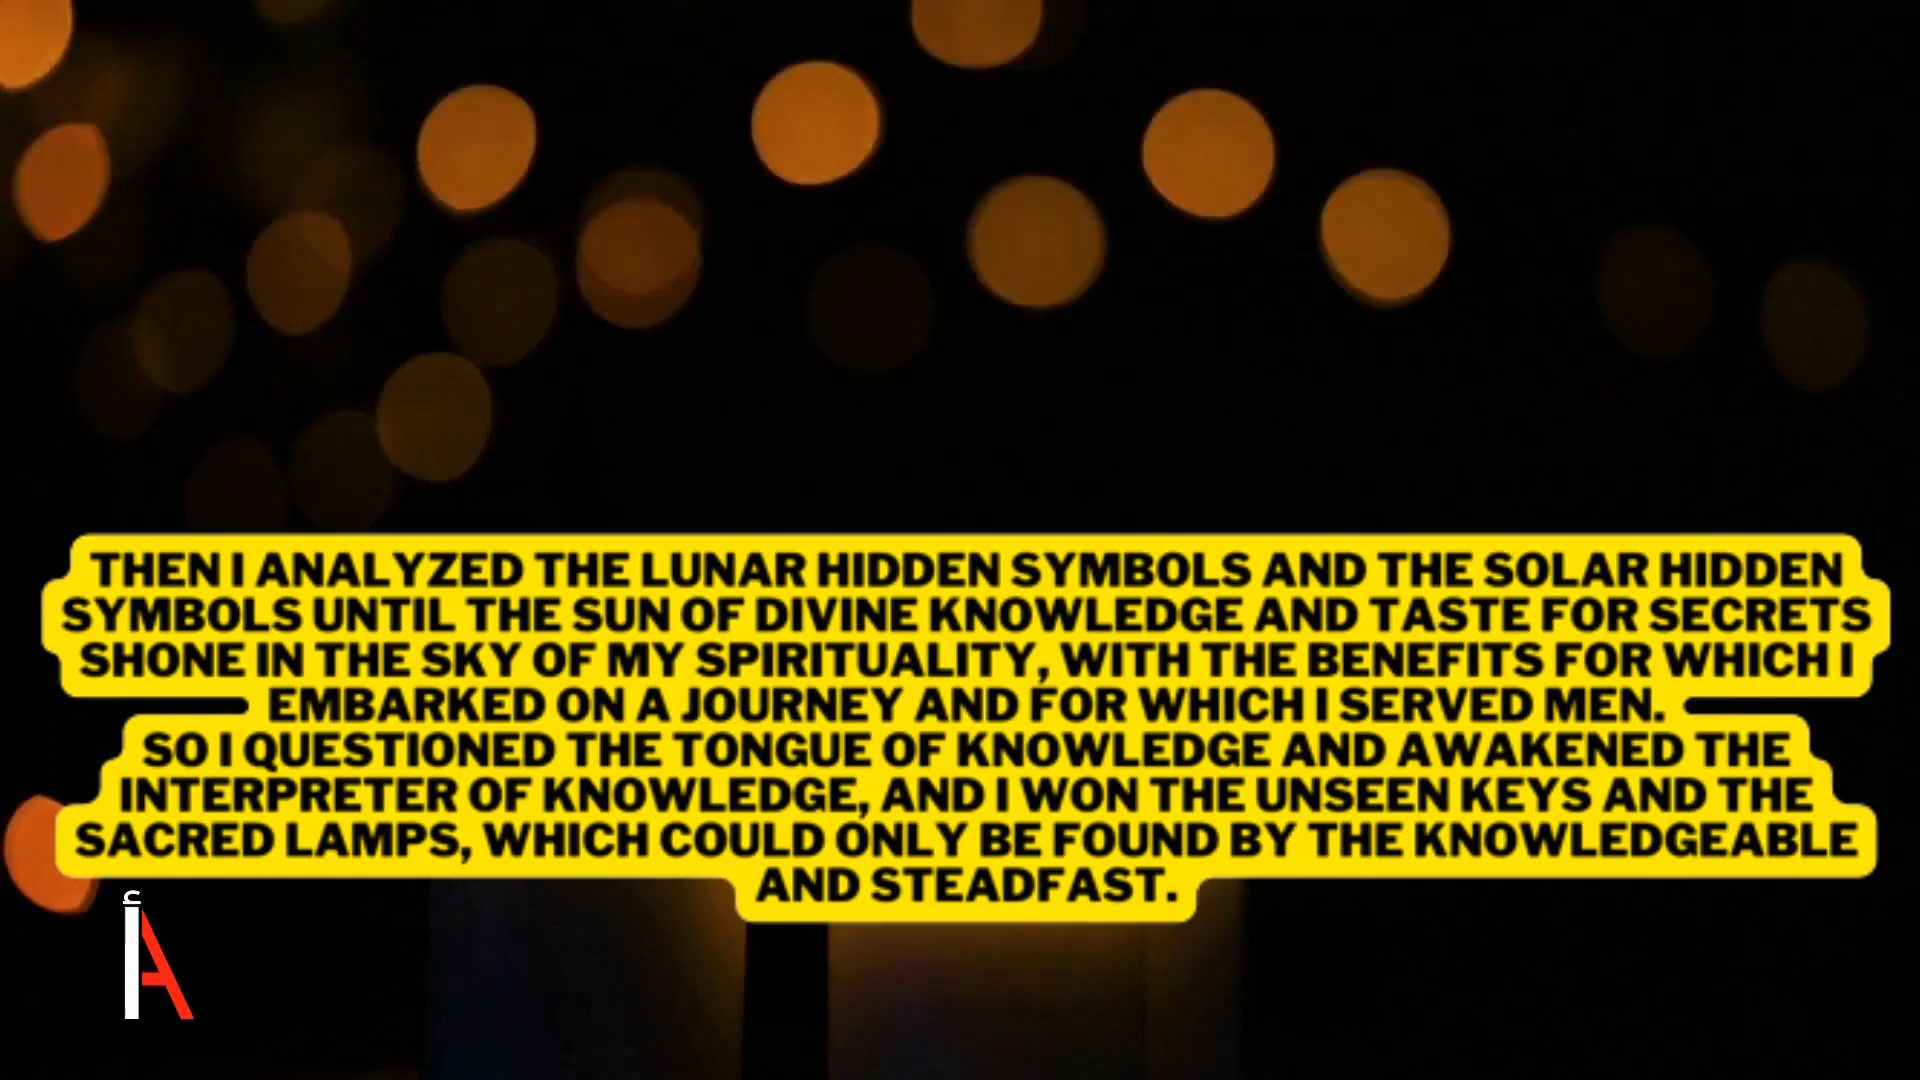 THEN I ANALYZED THE LUNAR HIDDEN SYMBOLS AND THE SOLAR HIDDEN
SYMBOLS UNTIL THE SUN OF DIVINE KNOWLEDGE AND TASTE FOR SECRETS
SHONE IN THE SKY OF MY SPIRITUALITY, WITH THE BENEFITS FOR WHICH I
EMBARKED ON A JOURNEY AND FOR WHICH I SERVED MEN.
SO I QUESTIONED THE TONGUE OF KNOWLEDGE AND AWAKENED THE
INTERPRETER OF KNOWLEDGE, AND I WON THE UNSEEN KEYS AND THE
SACRED LAMPS, WHICH COULD ONLY BE FOUND BY THE KNOWLEDGEABLE
AND STEADFAST.
أA